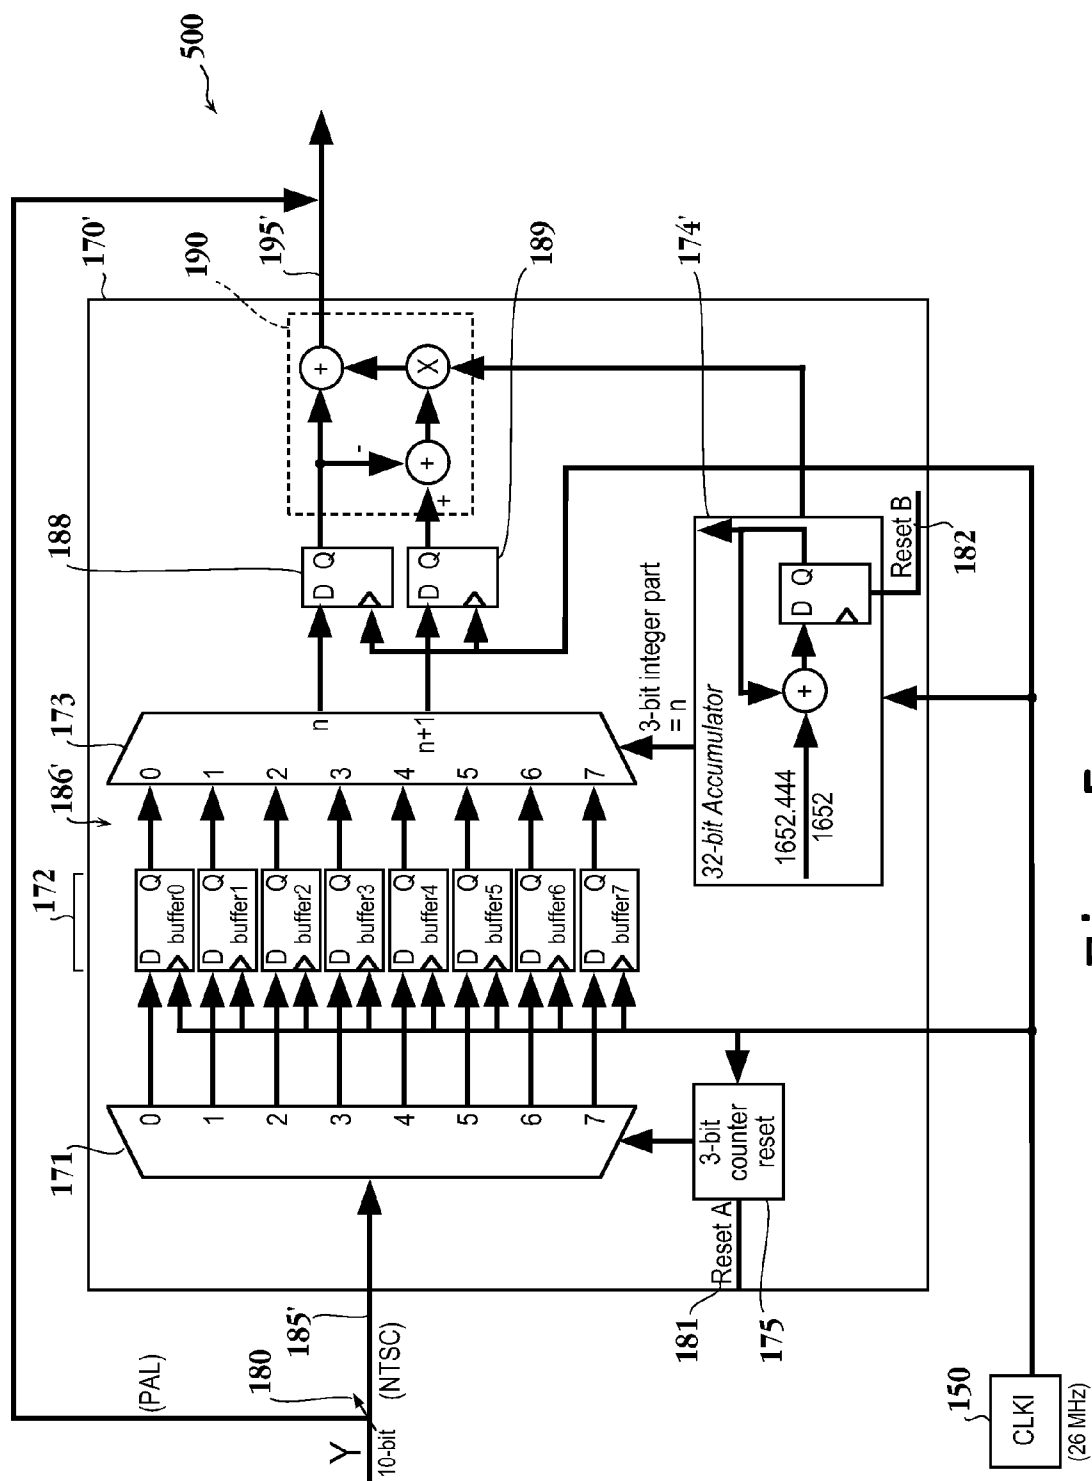 500
170'
195'
190
189
174'
188
173
186'
172
171
(PAL)
180
185'
(NTSC)
Y
10-bit
0
1
2
3
4
5
6
7
D Q
buffer0
D Q
buffer1
D Q
buffer2
D Q
buffer3
D Q
buffer4
D Q
buffer5
D Q
buffer6
D Q
buffer7
0
1
2
3
4
5
6
7
n
n+1
D Q
D Q
+
-
+
+
X
3-bit integer part
= n
32-bit Accumulator
1652.444
1652
+
D Q
Reset B
182
3-bit
counter
reset
Reset A
181
175
150
CLKI
(26 MHz)